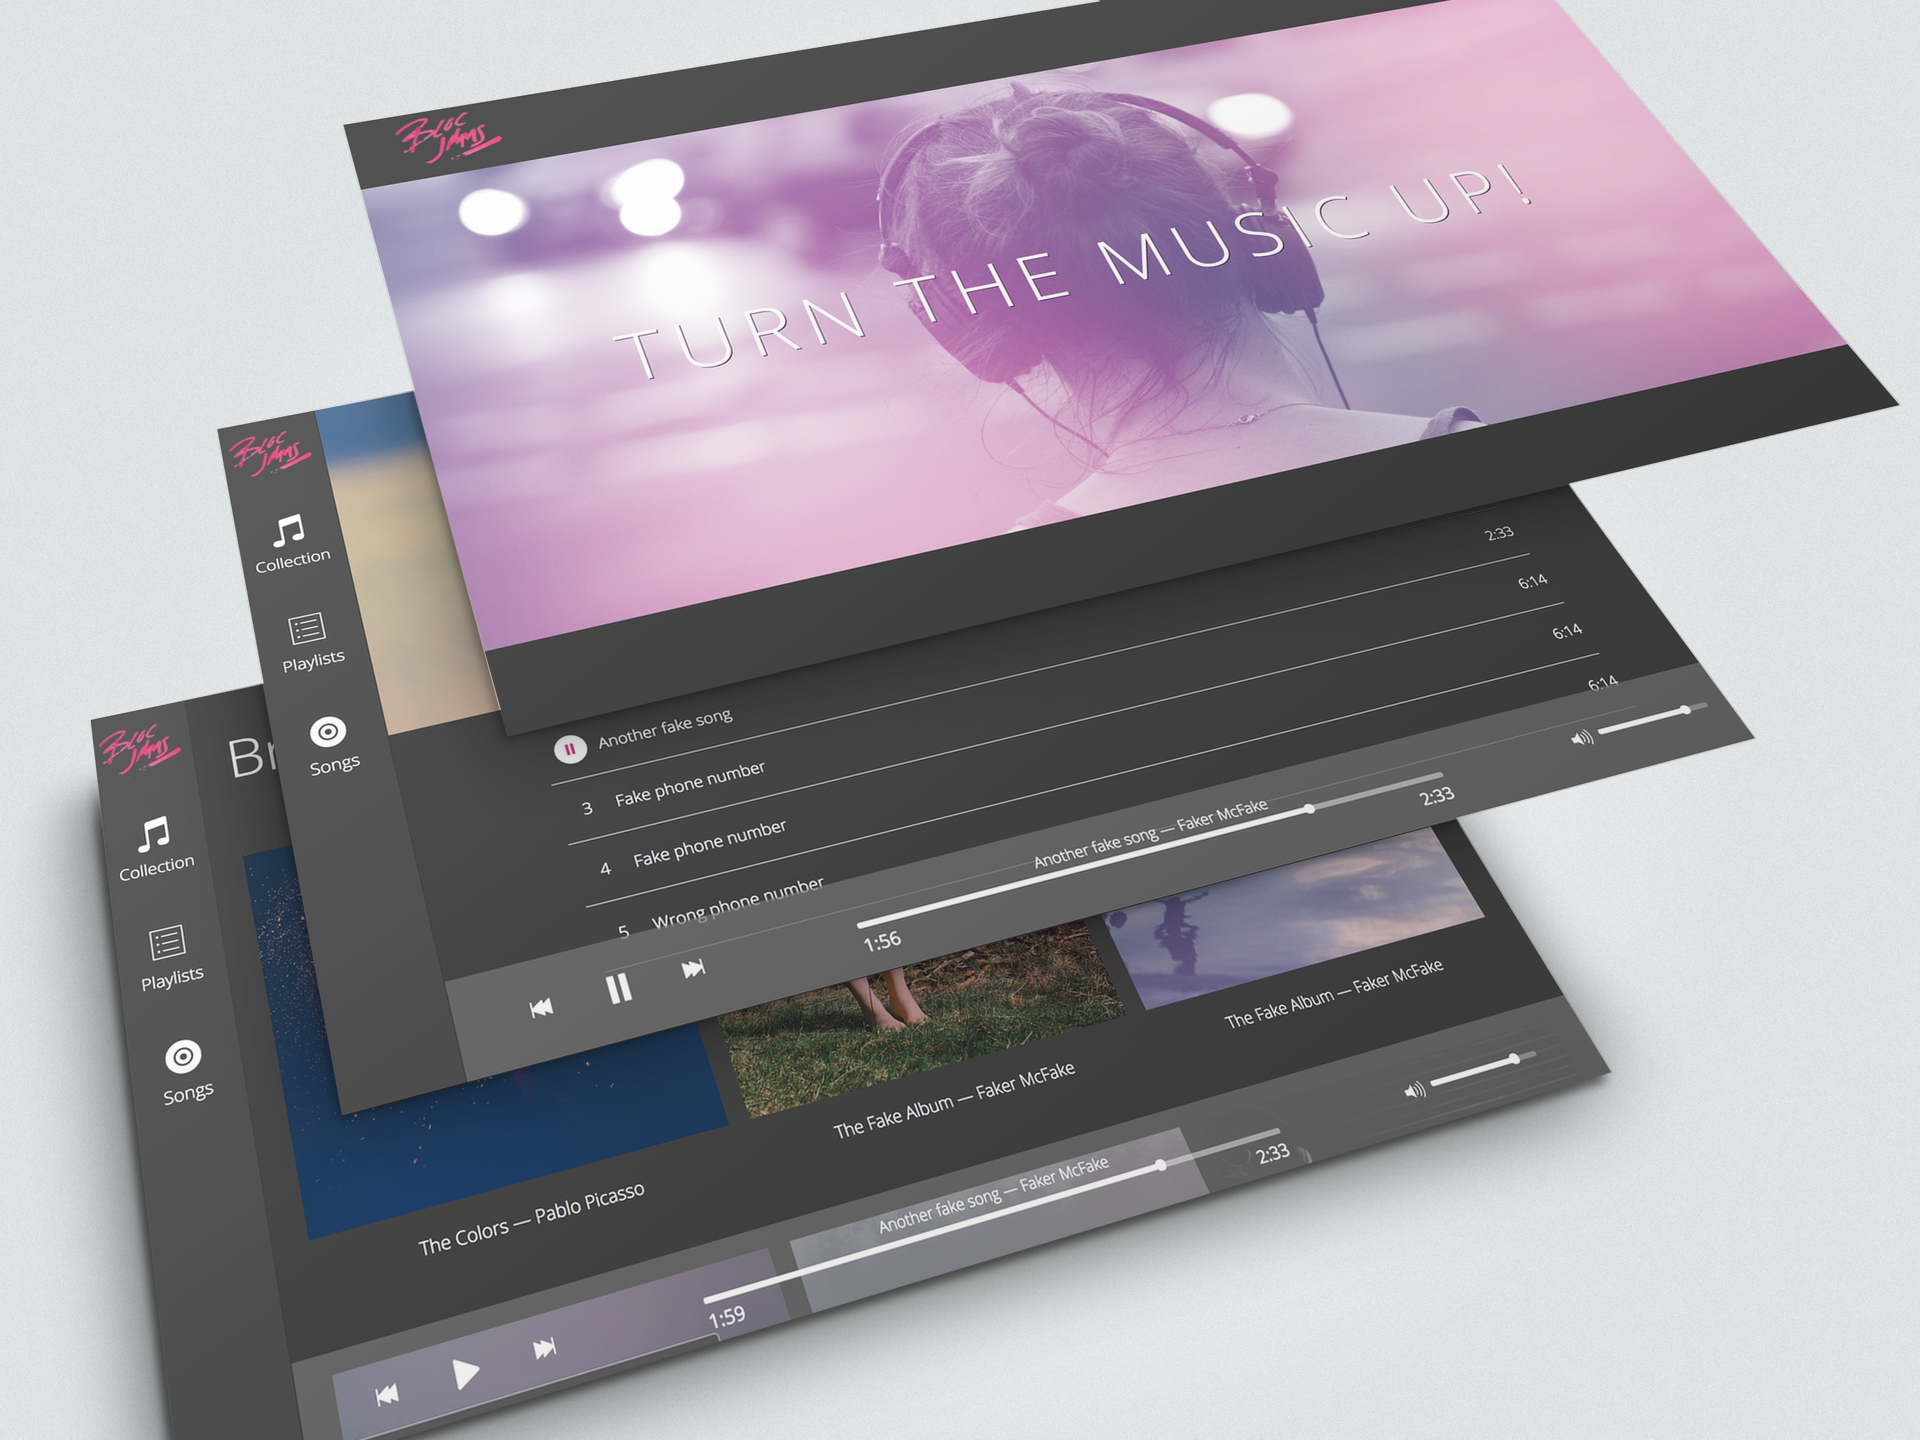 BLOC
JAMS
TURN THE MUSIC UP!
BLOC
JAMS
Collection
Playlists
Songs
2:33
6:14
6:14
6:14
Another fake song
3 Fake phone number
4 Fake phone number
5 Wrong phone number
Another fake song — Faker McFake
1:56
2:33
BLOC
JAMS
Collection
Playlists
Songs
The Colors — Pablo Picasso
The Fake Album — Faker McFake
The Fake Album — Faker McFake
Another fake song — Faker McFake
1:59
2:33